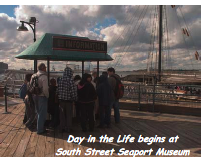 Day in the Life begins at
South Street Seaport Museum